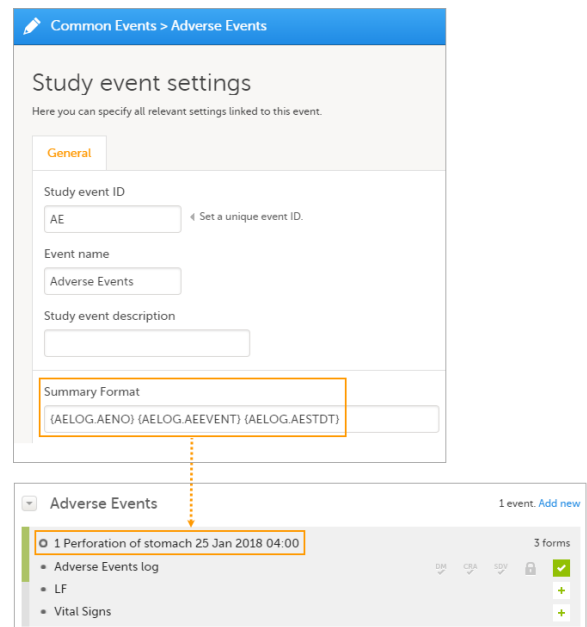 Common Events > Adverse Events
Study event settings
Here you can specify all relevant settings linked to this event.
General
Study event ID
AE
Set a unique event ID.
Event name
Adverse Events
Study event description
Summary Format
{AELOG.AENO} {AELOG.AEEVENT} {AELOG.AESTDT}
Adverse Events 1 event. Add new
1 Perforation of stomach 25 Jan 2018 04:00 3 forms
Adverse Events log DM CRA SDV
LF
Vital Signs